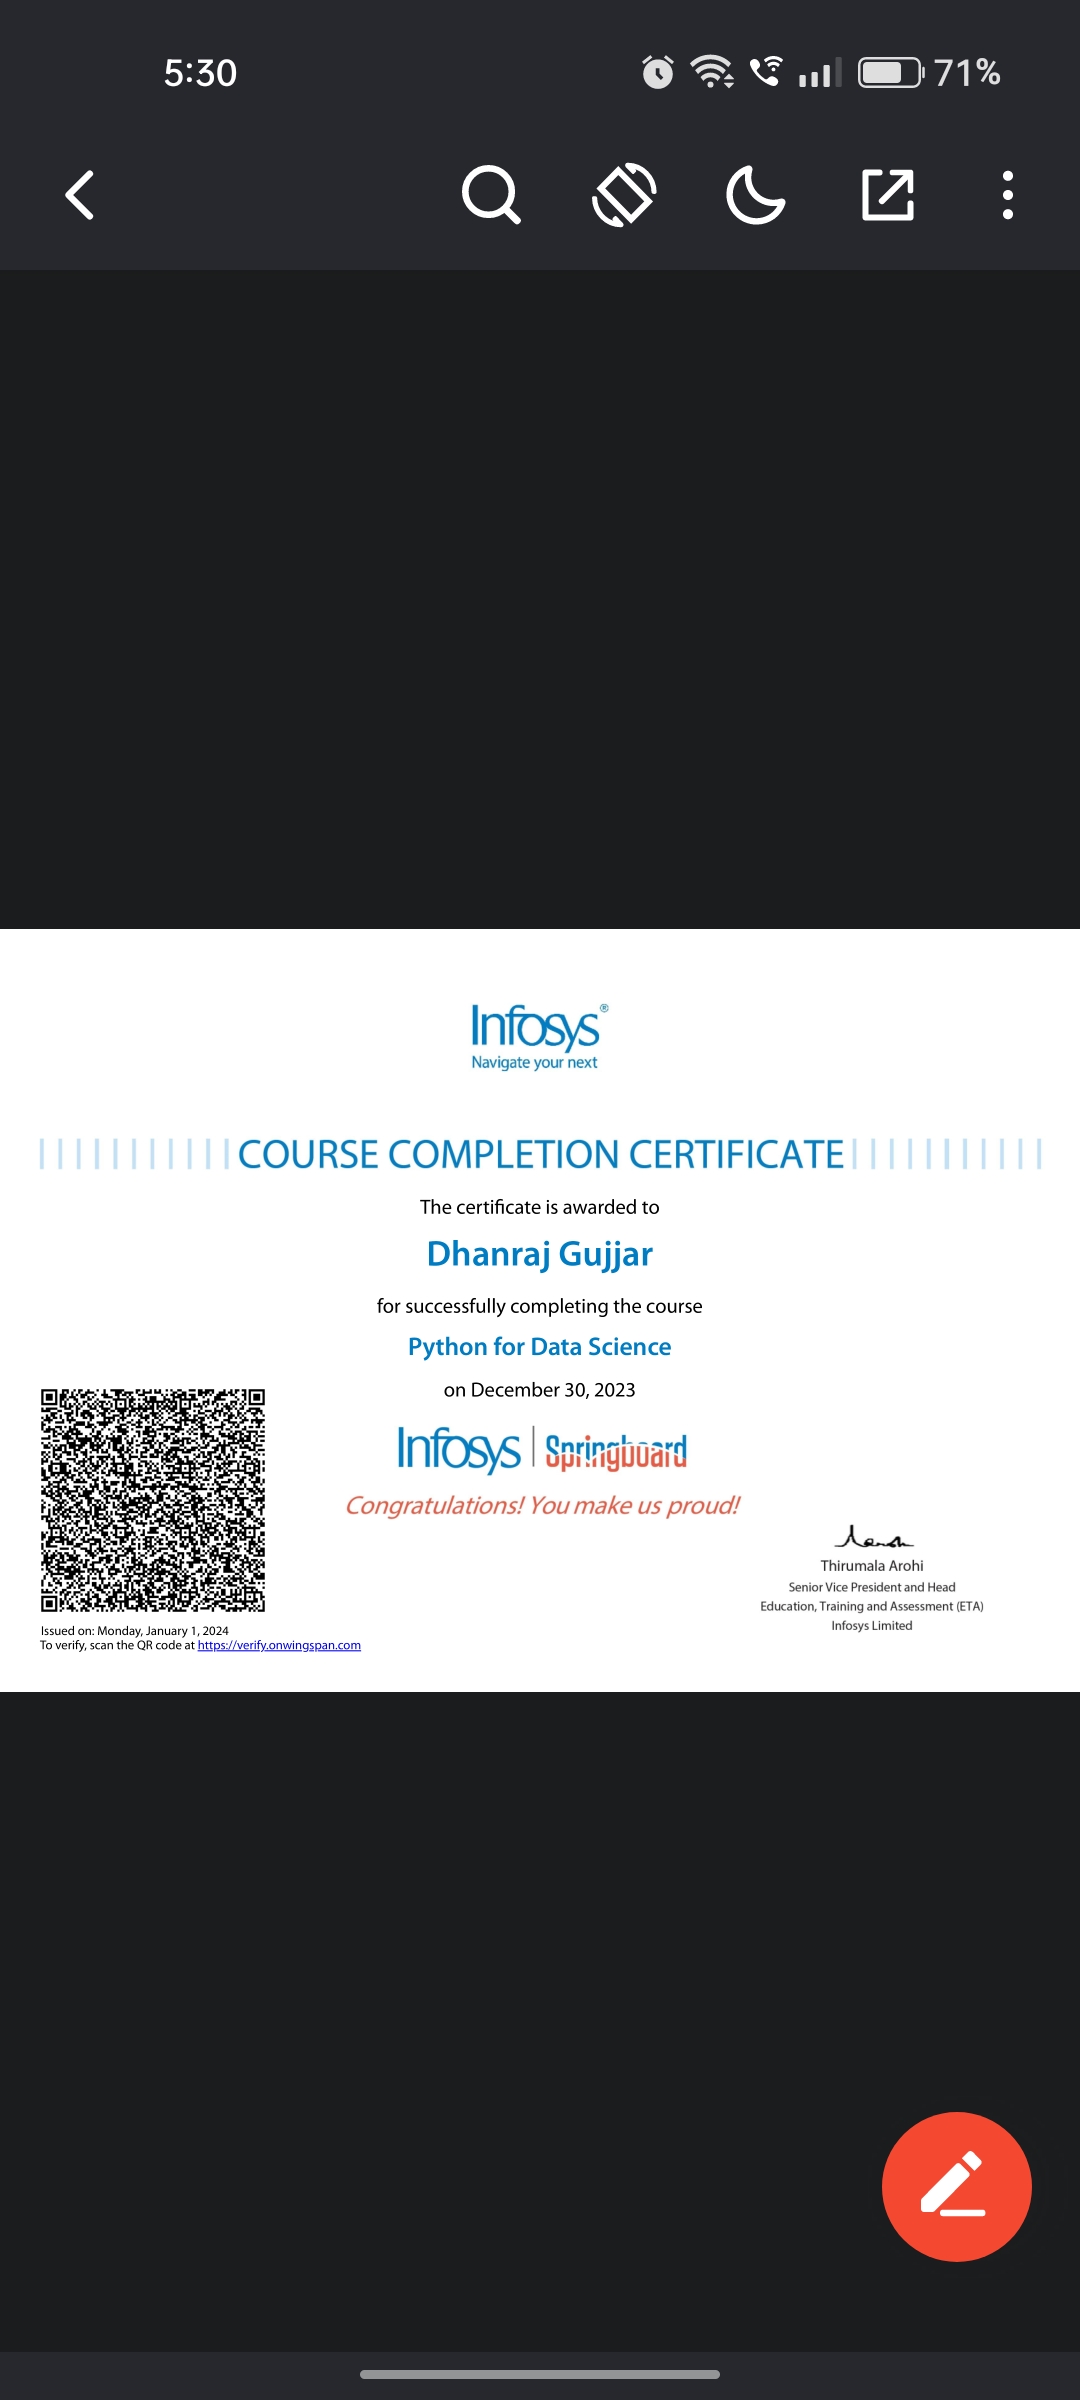 5:30
71%
Infosys®
Navigate your next
COURSE COMPLETION CERTIFICATE
The certificate is awarded to
Dhanraj Gujjar
for successfully completing the course
Python for Data Science
on December 30, 2023
Infosys | Springboard
Congratulations! You make us proud!
Thirumala Arohi
Senior Vice President and Head
Education, Training and Assessment (ETA)
Infosys Limited
Issued on: Monday, January 1, 2024
To verify, scan the QR code at https://verify.onwingspan.com